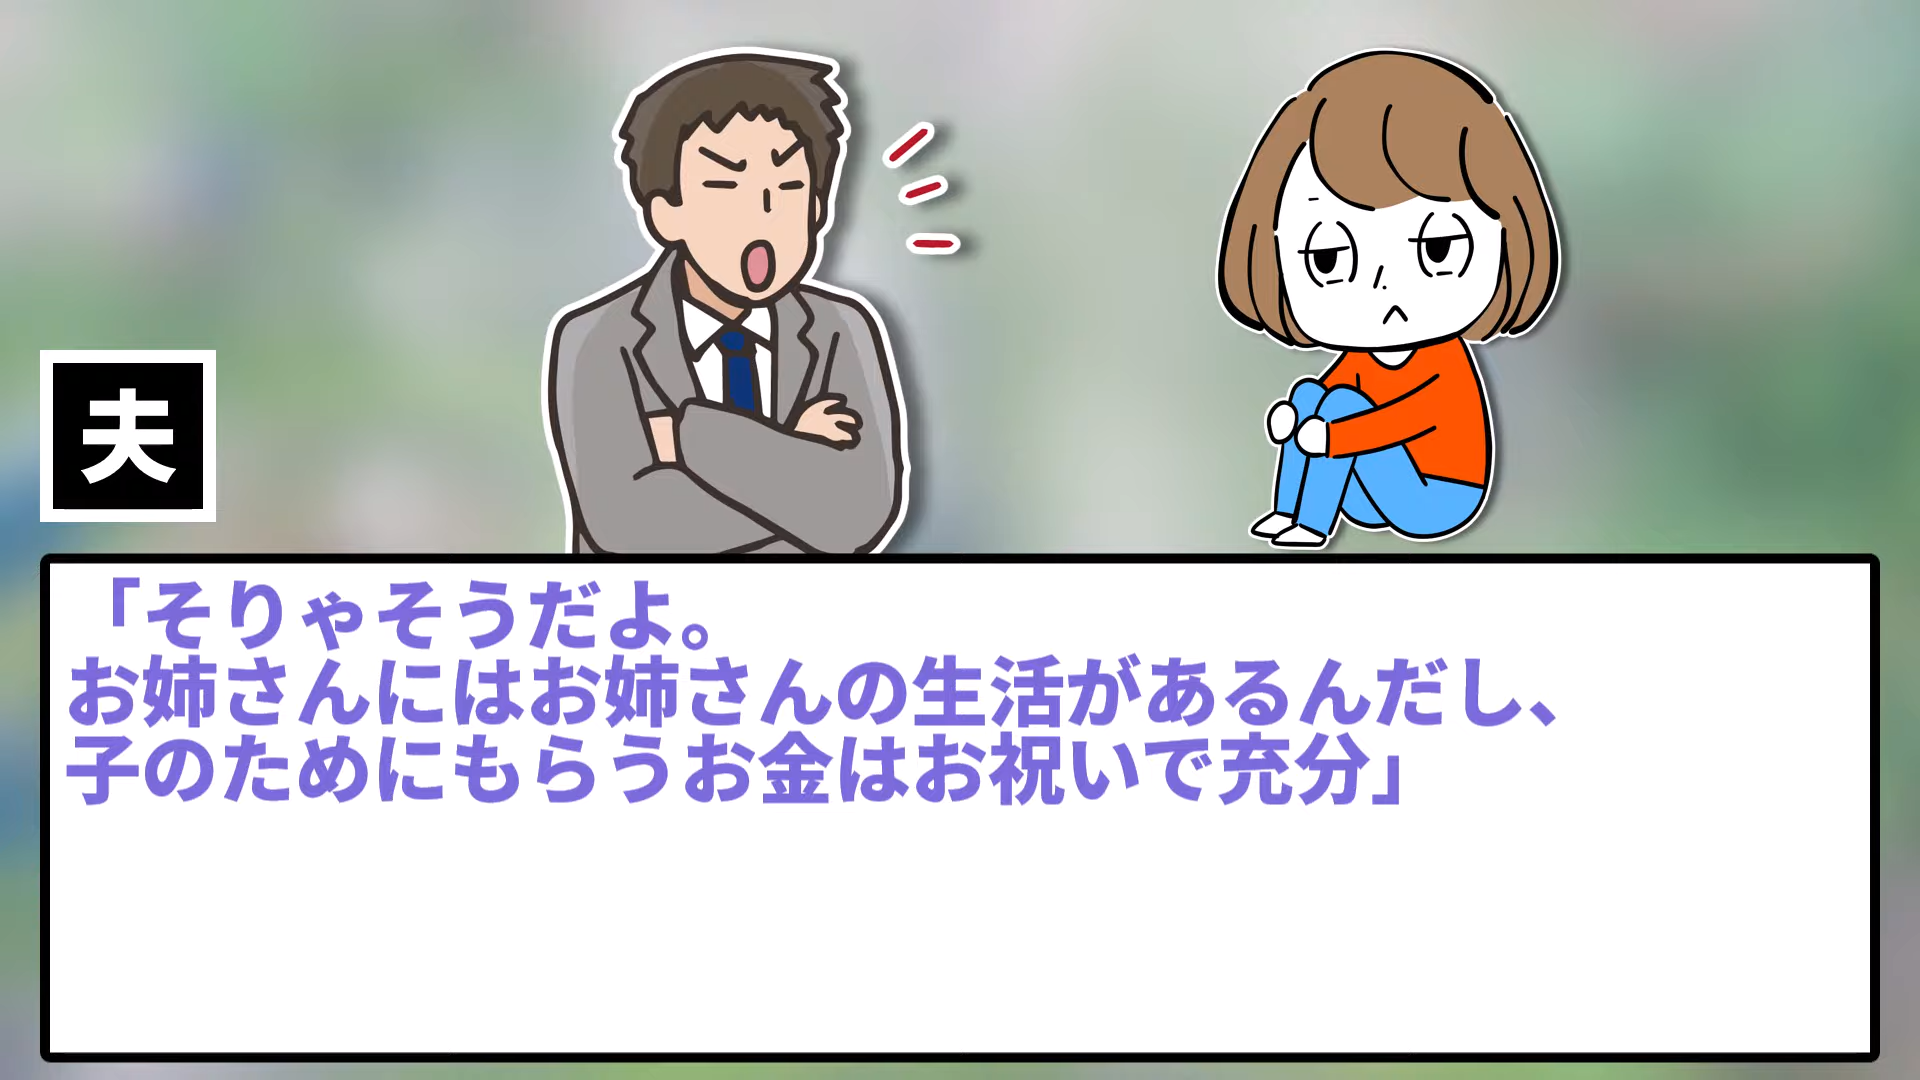 夫
「そりゃそうだよ。
お姉さんにはお姉さんの生活があるんだし、
子のためにもらうお金はお祝いで充分」